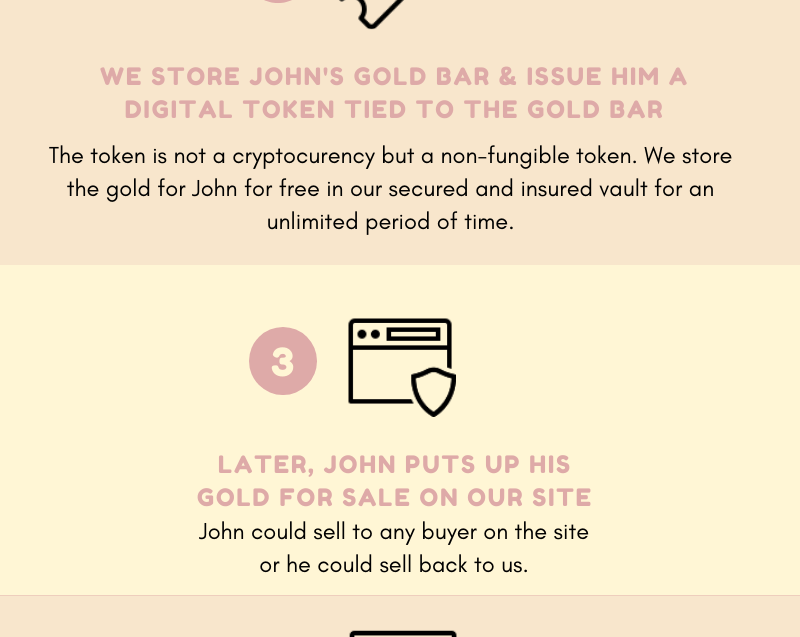 WE STORE JOHN'S GOLD BAR & ISSUE HIM A
DIGITAL TOKEN TIED TO THE GOLD BAR
The token is not a cryptocurency but a non-fungible token. We store
the gold for John for free in our secured and insured vault for an
unlimited period of time.
3
LATER, JOHN PUTS UP HIS
GOLD FOR SALE ON OUR SITE
John could sell to any buyer on the site
or he could sell back to us.